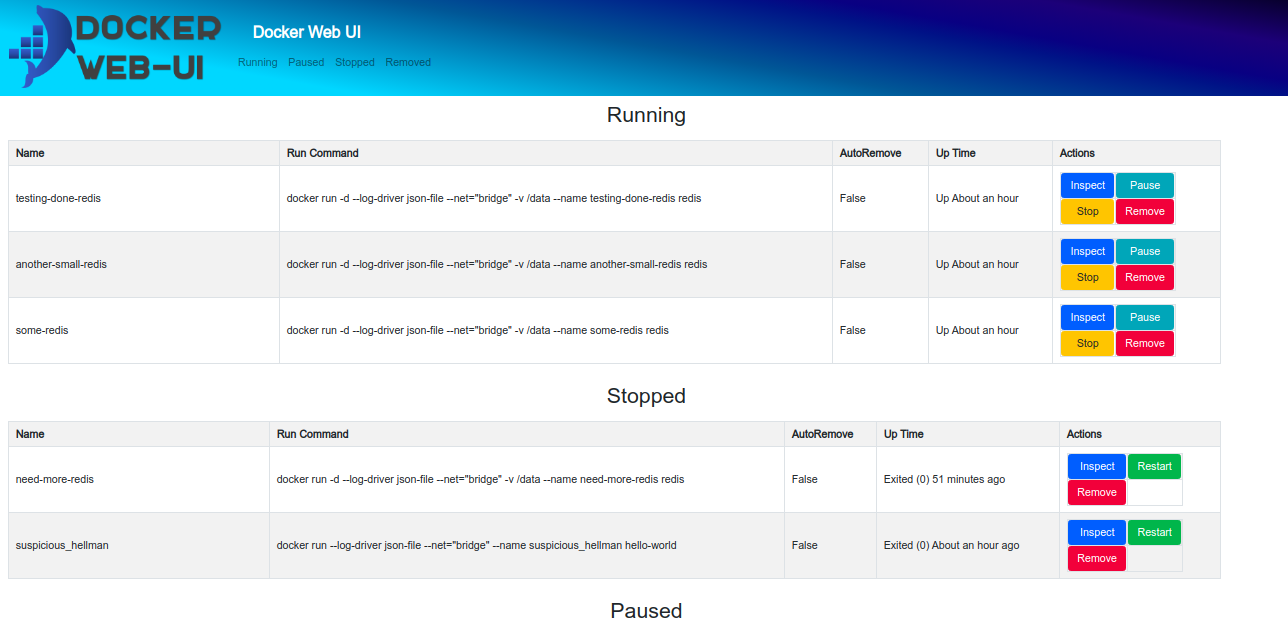 DOCKER
WEB-UI
Docker Web UI
Running Paused Stopped Removed
Running
Name Run Command AutoRemove Up Time Actions
testing-done-redis docker run -d --log-driver json-file --net="bridge" -v /data --name testing-done-redis redis False Up About an hour Inspect Pause
Stop Remove
another-small-redis docker run -d --log-driver json-file --net="bridge" -v /data --name another-small-redis redis False Up About an hour Inspect Pause
Stop Remove
some-redis docker run -d --log-driver json-file --net="bridge" -v /data --name some-redis redis False Up About an hour Inspect Pause
Stop Remove
Stopped
Name Run Command AutoRemove Up Time Actions
need-more-redis docker run -d --log-driver json-file --net="bridge" -v /data --name need-more-redis redis False Exited (0) 51 minutes ago Inspect Restart
Remove
suspicious_hellman docker run --log-driver json-file --net="bridge" --name suspicious_hellman hello-world False Exited (0) About an hour ago Inspect Restart
Remove
Paused